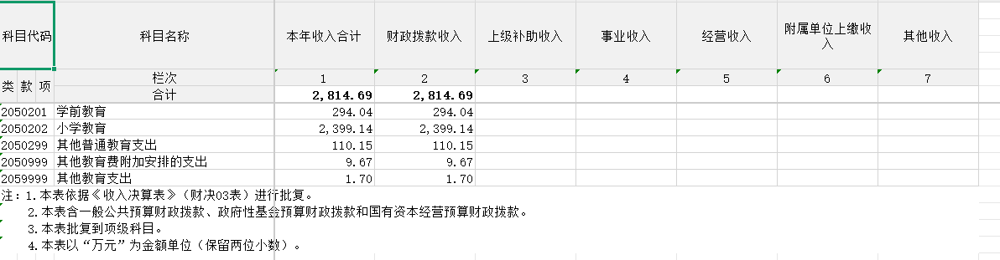 科目代码 科目名称 本年收入合计 财政拨款收入 上级补助收入 事业收入 经营收入 附属单位上缴收入 其他收入
类 款 项 栏次 1 2 3 4 5 6 7
合计 2,814.69 2,814.69
2050201 学前教育 294.04 294.04
2050202 小学教育 2,399.14 2,399.14
2050299 其他普通教育支出 110.15 110.15
2050999 其他教育费附加安排的支出 9.67 9.67
2059999 其他教育支出 1.70 1.70
注：1.本表依据《收入决算表》（财决03表）进行批复。
2.本表含一般公共预算财政拨款、政府性基金预算财政拨款和国有资本经营预算财政拨款。
3.本表批复到项级科目。
4.本表以“万元”为金额单位（保留两位小数）。